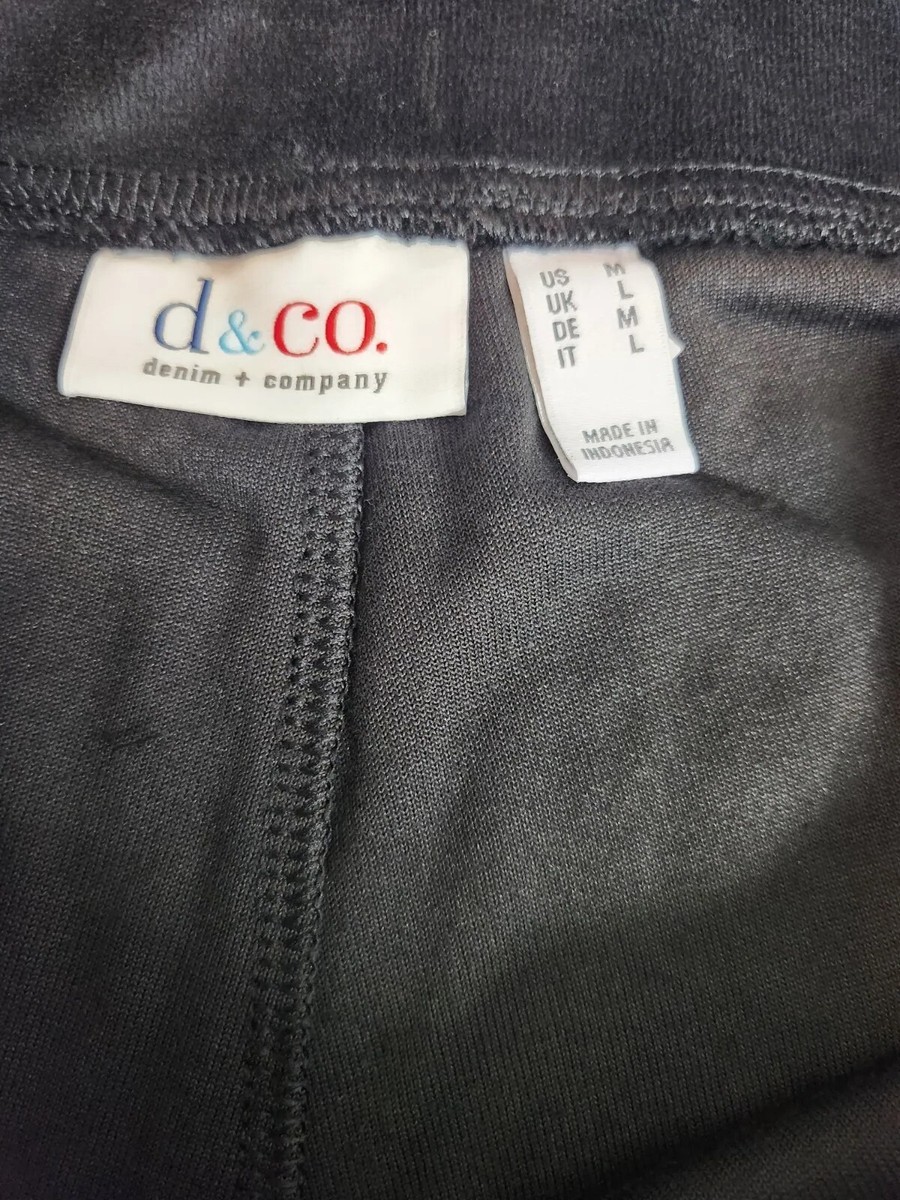 d&co.
denim + company
US M
UK L
DE M
IT L
MADE IN
INDONESIA